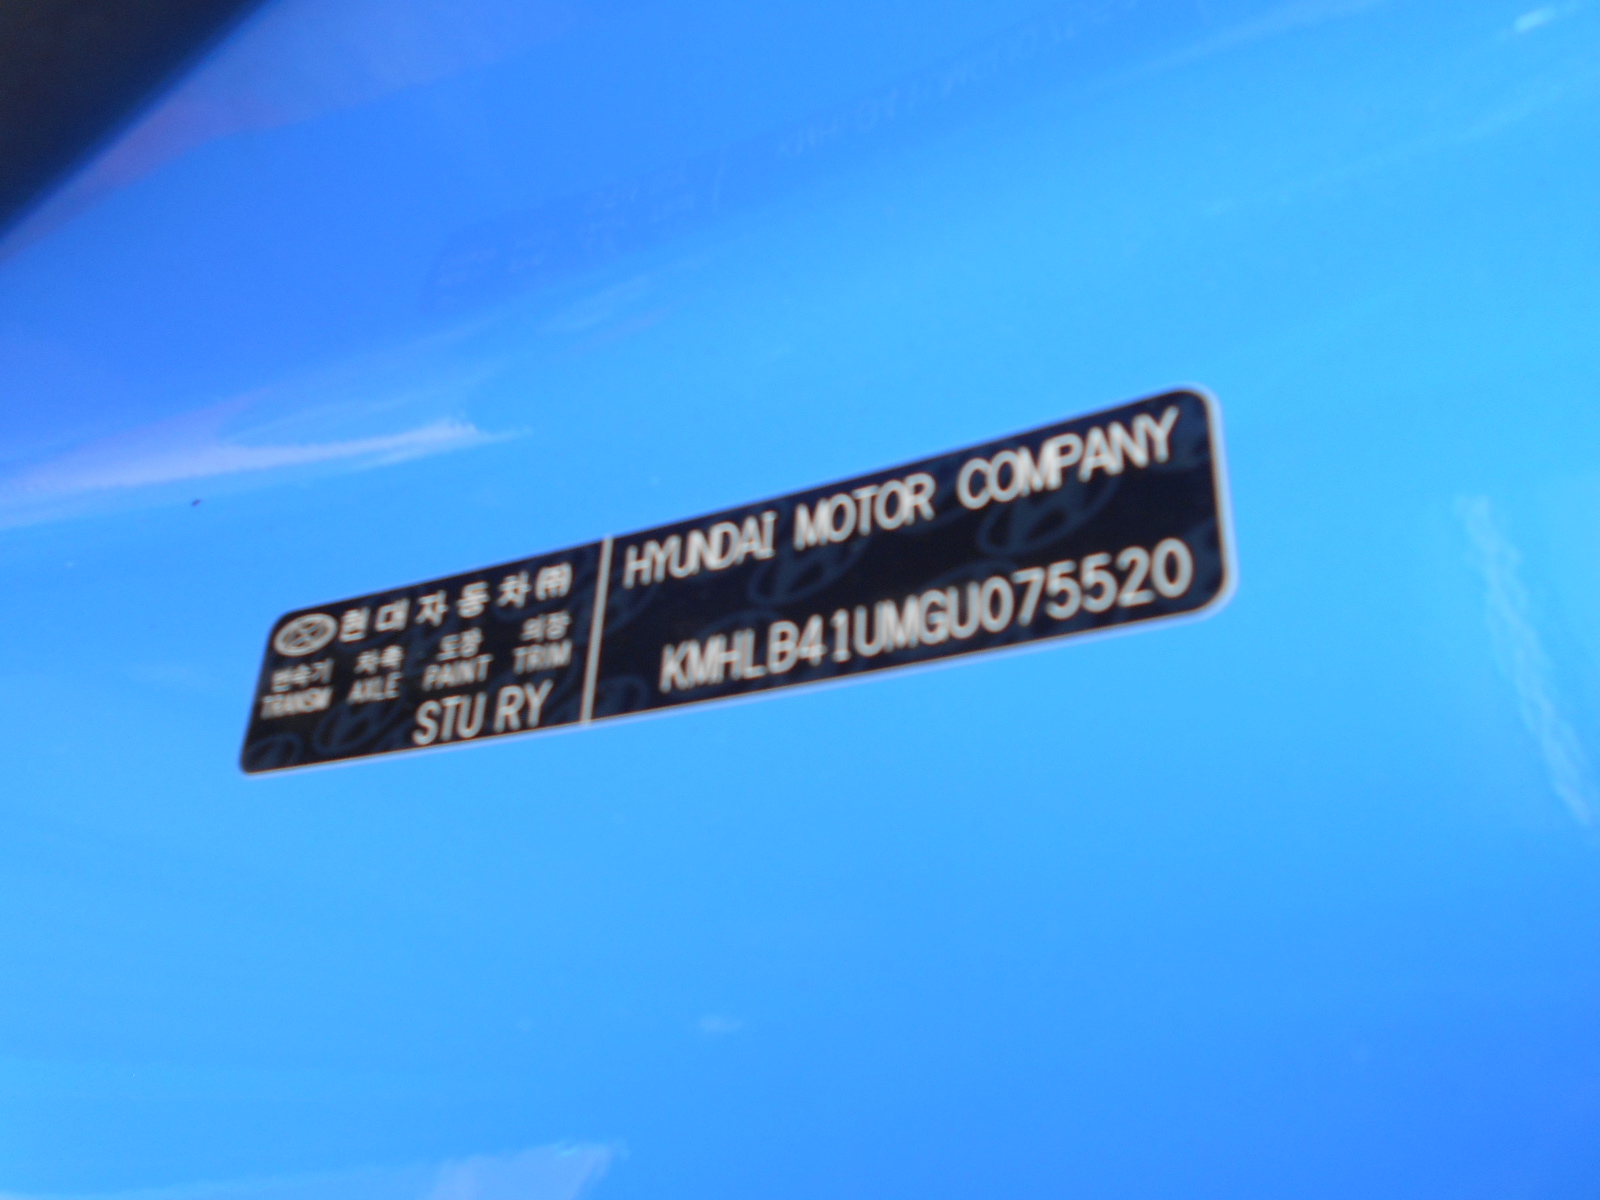 현대자동차㈜
변속기 차축 도장 의장
TRANSM AXLE PAINT TRIM
STU RY
HYUNDAI MOTOR COMPANY
KMHLB41UMGU075520